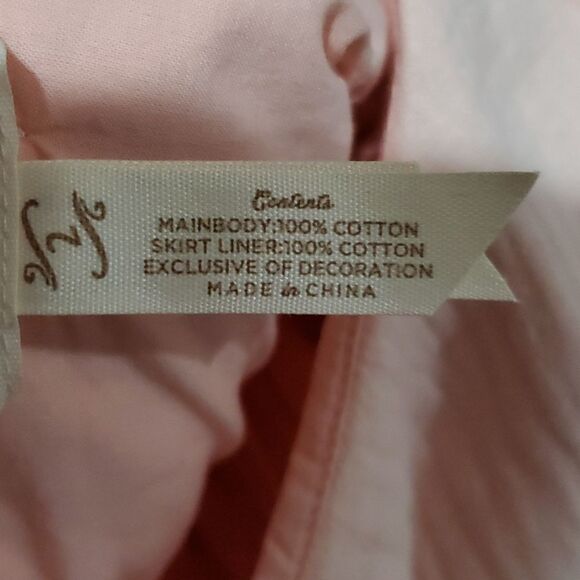 Contents
MAINBODY:100% COTTON
SKIRT LINER:100% COTTON
EXCLUSIVE OF DECORATION
MADE in CHINA